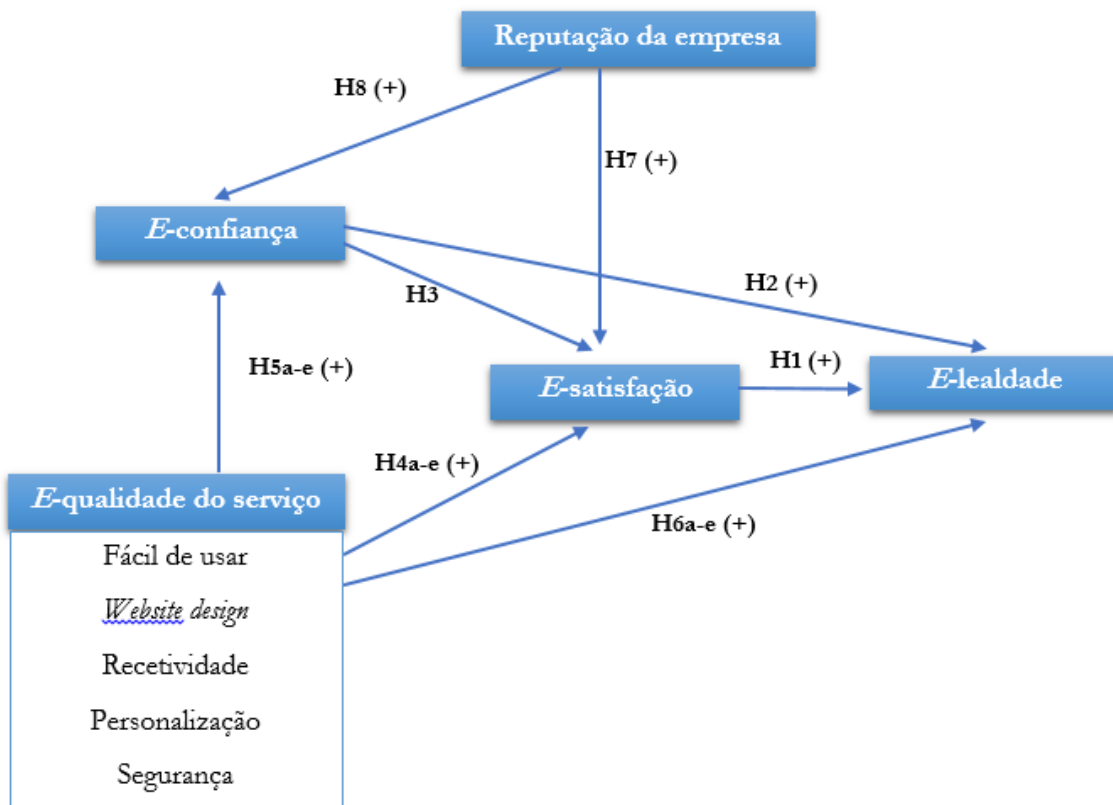 Reputação da empresa
H8 (+)
H7 (+)
E-confiança
H3
H2 (+)
H5a-e (+)
H1 (+)
E-satisfação
E-lealdade
H4a-e (+)
E-qualidade do serviço
H6a-e (+)
Fácil de usar
Website design
Recetividade
Personalização
Segurança